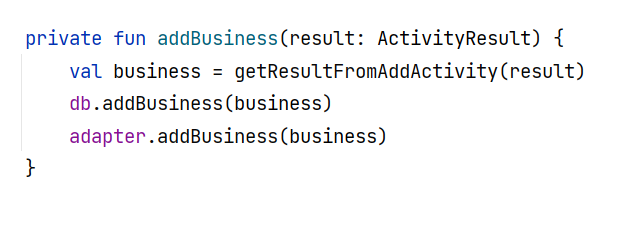 private fun addBusiness(result: ActivityResult) {
    val business = getResultFromAddActivity(result)
    db.addBusiness(business)
    adapter.addBusiness(business)
}